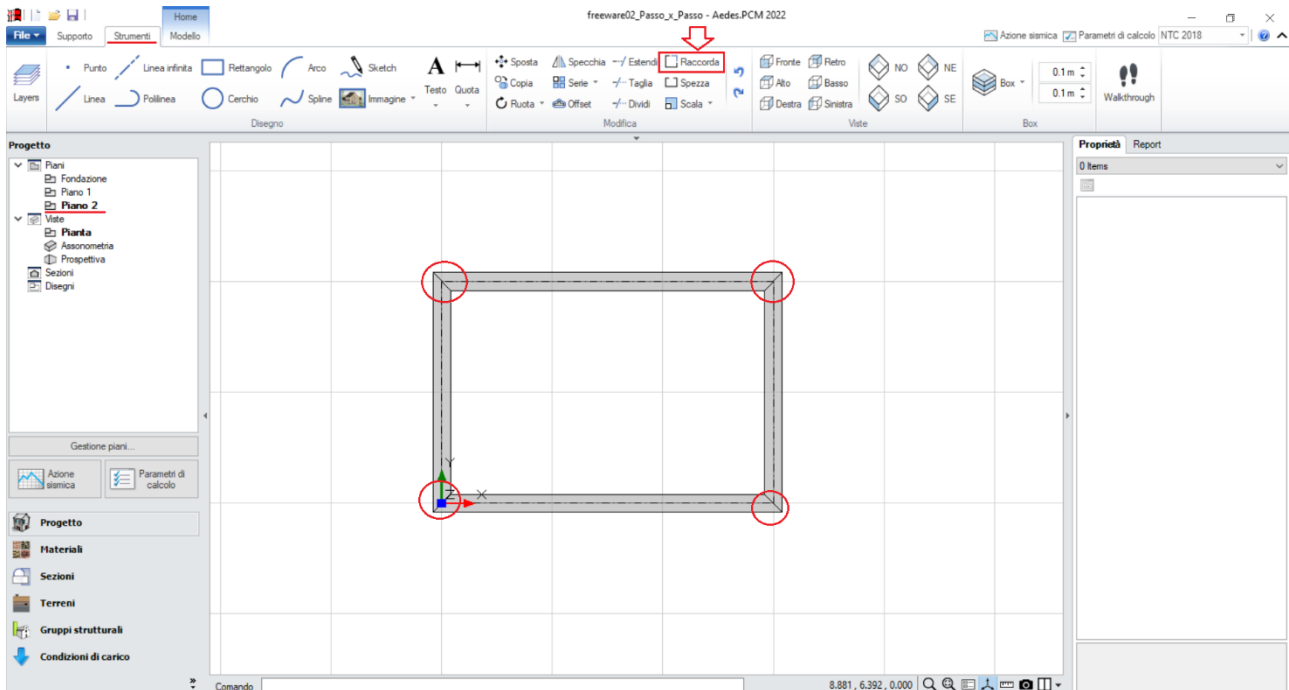 freeware02_Passo_x_Passo - Aedes.PCM 2022
Home
File Supporto Strumenti Modello
Azione sismica Parametri di calcolo NTC 2018
Layers
Punto Linea infinita Rettangolo Arco Sketch
Linea Polilinea Cerchio Spline Immagine
A
Testo Quota
Disegno
Sposta Specchia Estendi Raccorda
Copia Serie Taglia Spezza
Ruota Offset Dividi Scala
Modifica
Fronte Retro NO NE
Alto Basso
Destra Sinistra SO SE
Viste
Box
0.1 m
0.1 m
Box
Walkthrough
Progetto
Piani
Fondazione
Piano 1
Piano 2
Viste
Pianta
Assonometria
Prospettiva
Sezioni
Disegni
Gestione piani...
Azione sismica
Parametri di calcolo
Progetto
Materiali
Sezioni
Terreni
Gruppi strutturali
Condizioni di carico
Y
Z X
Proprietà Report
0 Items
Comando
8.881 , 6.392 , 0.000